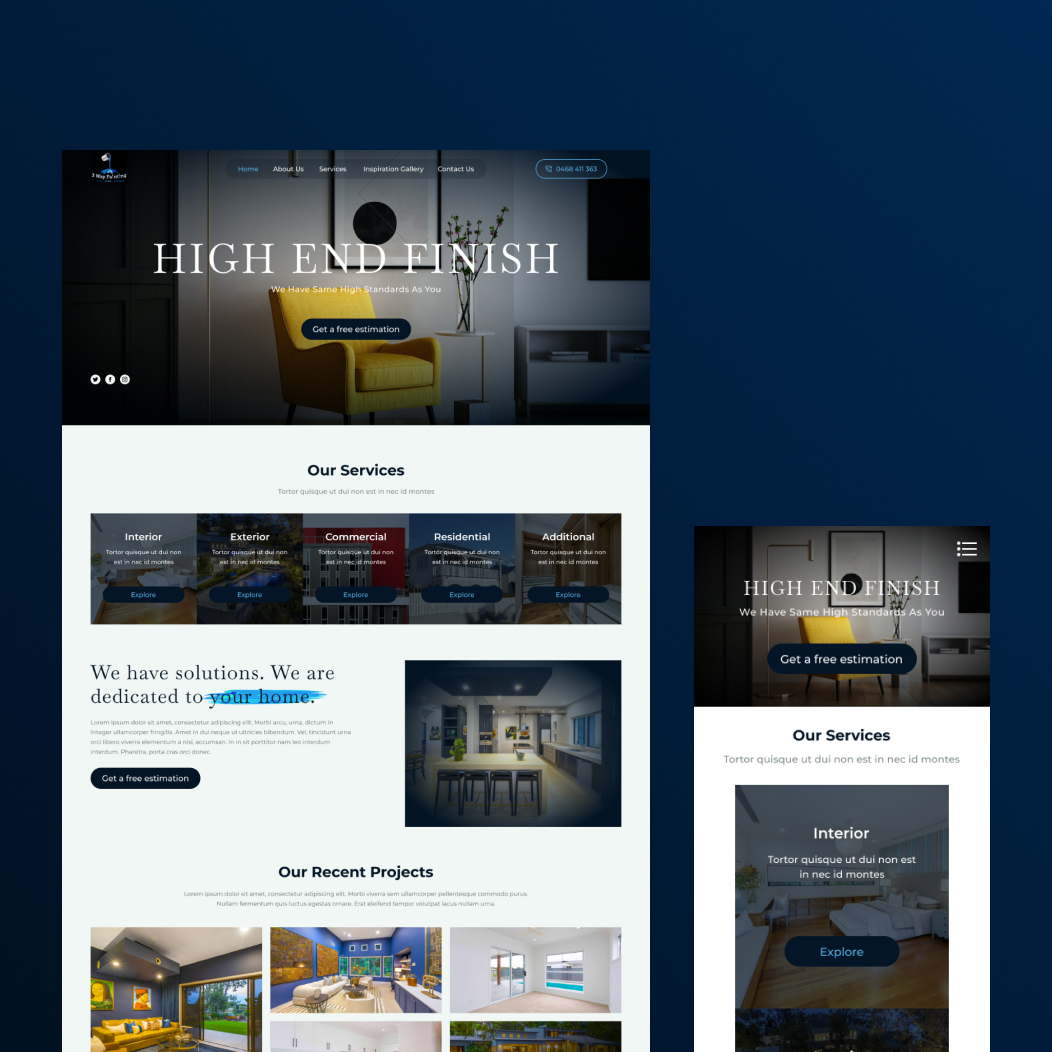 3 Way Painting
Home About Us Services Inspiration Gallery Contact Us
0468 411 363
HIGH END FINISH
We Have Same High Standards As You
Get a free estimation
Our Services
Tortor quisque ut dui non est in nec id montes
Interior
Tortor quisque ut dui non
est in nec id montes
Explore
Exterior
Tortor quisque ut dui non
est in nec id montes
Explore
Commercial
Tortor quisque ut dui non
est in nec id montes
Explore
Residential
Tortor quisque ut dui non
est in nec id montes
Explore
Additional
Tortor quisque ut dui non
est in nec id montes
Explore
We have solutions. We are
dedicated to your home.
Lorem ipsum dolor sit amet, consectetur adipiscing elit. Morbi arcu, urna, dictum in
integer ullamcorper fringilla. Amet in dui neque ut ultricies bibendum. Vel, tincidunt urna
orci libero viverra elementum a nisl, accumsan. In in sit porttitor nam leo interdum
interdum. Pharetra, porta cras orci donec.
Get a free estimation
Our Recent Projects
Lorem ipsum dolor sit amet, consectetur adipiscing elit. Morbi viverra sem ullamcorper pellentesque commodo purus.
Nullam fermentum quis luctus egestas ornare. Erat eleifend tempor volutpat lacus nullam urna.
HIGH END FINISH
We Have Same High Standards As You
Get a free estimation
Our Services
Tortor quisque ut dui non est in nec id montes
Interior
Tortor quisque ut dui non est
in nec id montes
Explore